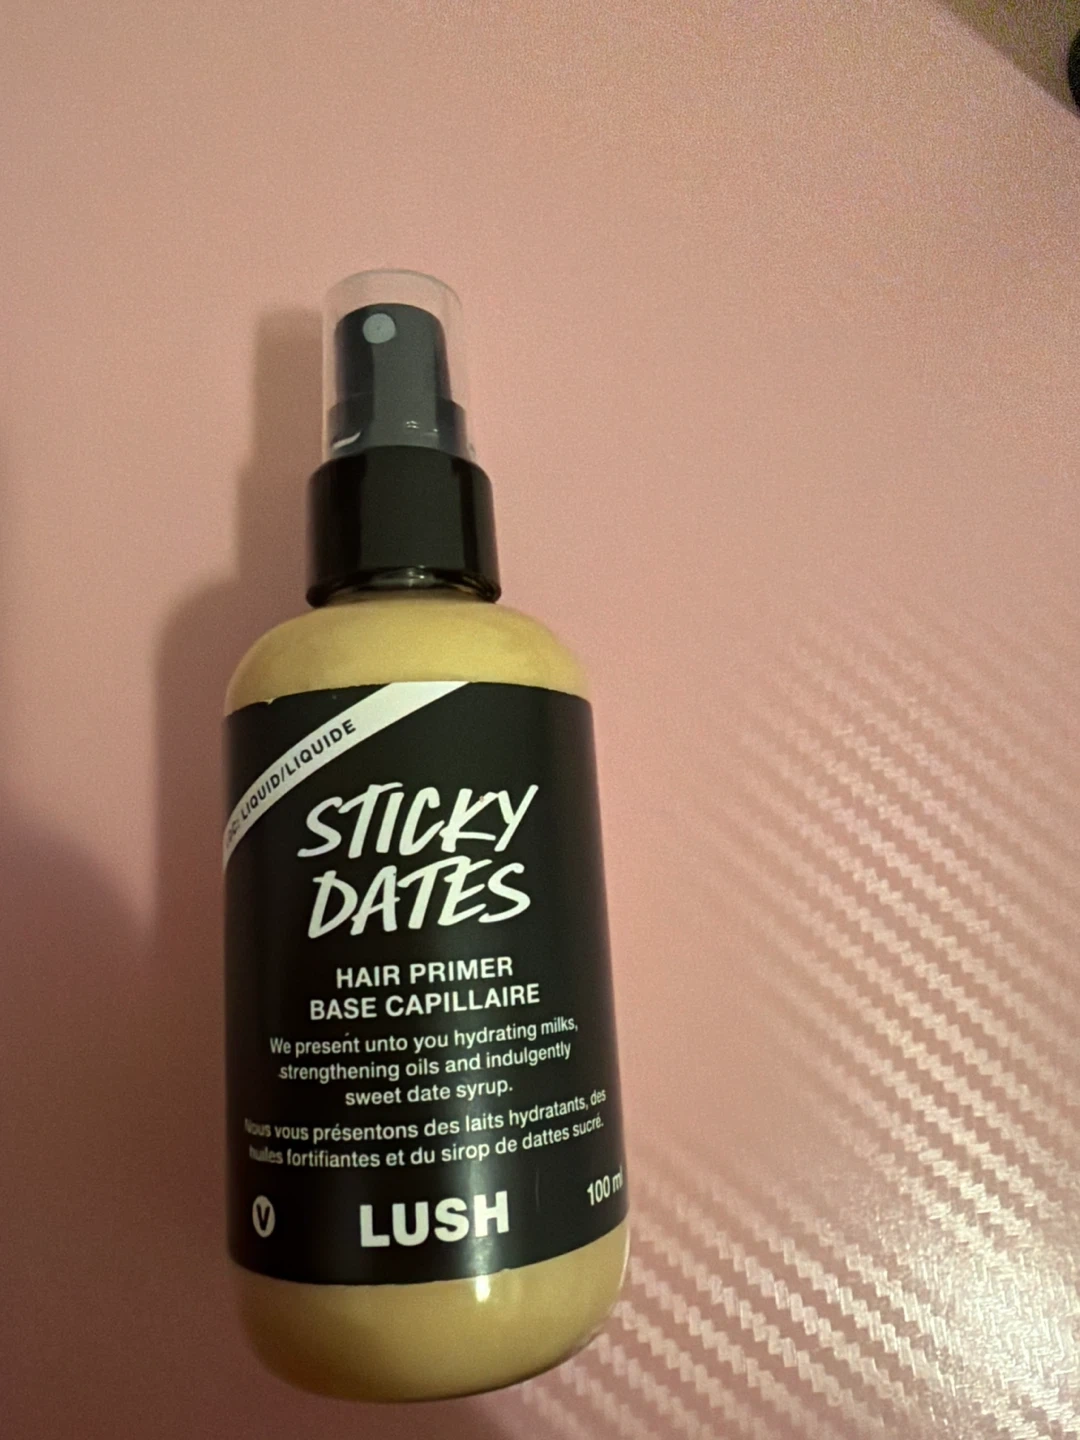 LIQUID/LIQUIDE
STICKY
DATES
HAIR PRIMER
BASE CAPILLAIRE
We present unto you hydrating milks,
strengthening oils and indulgently
sweet date syrup.
Nous vous présentons des laits hydratants, des
huiles fortifiantes et du sirop de dattes sucré.
V
LUSH
100 ml